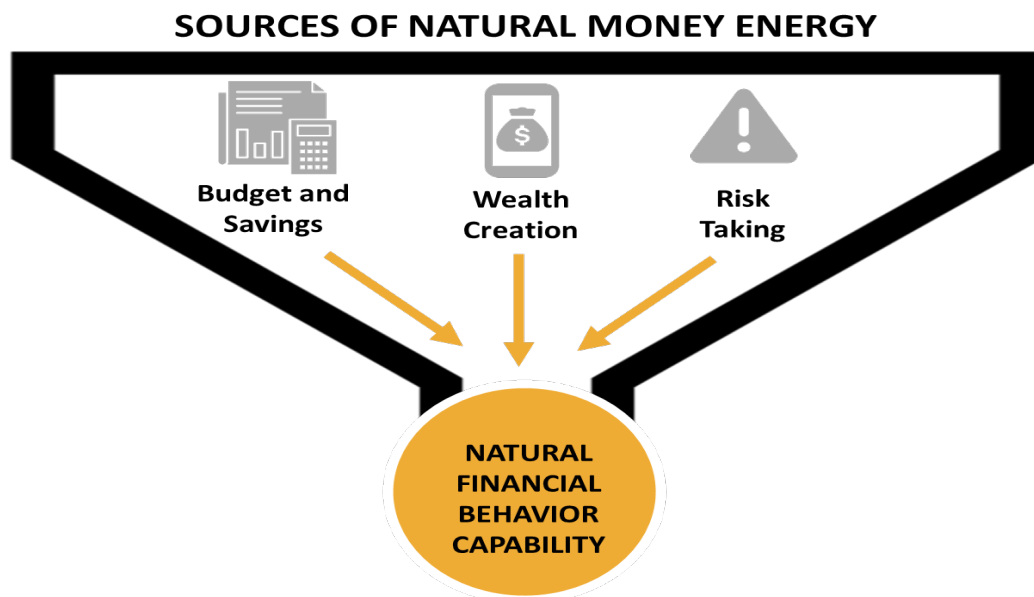 SOURCES OF NATURAL MONEY ENERGY
$
Budget and
Savings
Wealth
Creation
!
Risk
Taking
NATURAL
FINANCIAL
BEHAVIOR
CAPABILITY